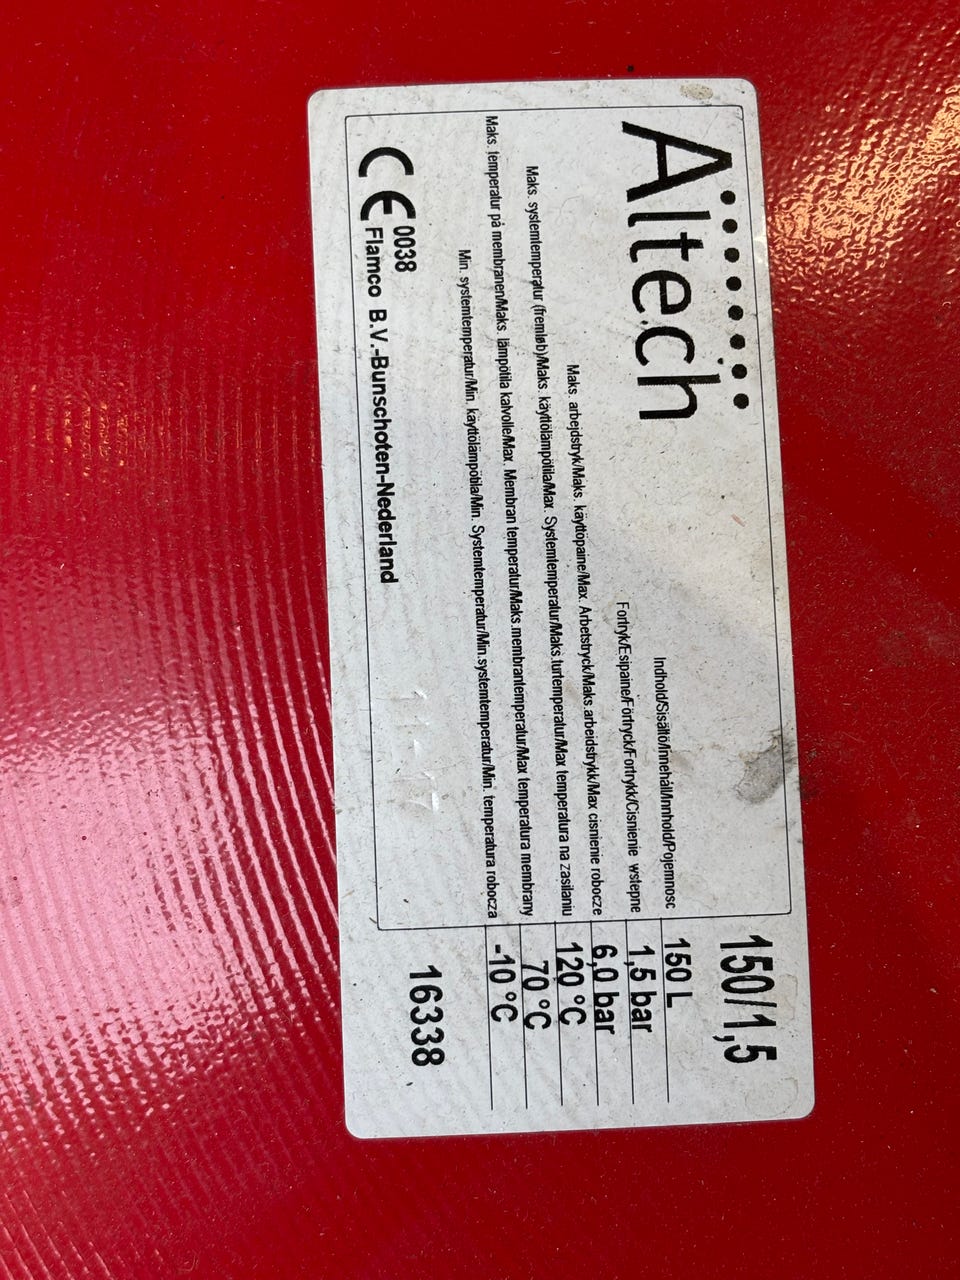 Altech
150/1,5
Indhold/Sisältö/Innehåll/Innhold/Pojemnosc 150 L
Fortryk/Esipaine/Förtryck/Fortrykk/Cisnienie wstepne 1,5 bar
Maks. arbejdstryk/Maks. käyttöpaine/Max. Arbetstryck/Maks.arbeidstrykk/Max cisnienie robocze 6,0 bar
Maks. systemtemperatur (fremløb)/Maks. käyttölämpötila/Max. Systemtemperatur/Maks.turtemperatur/Max temperatura na zasilaniu 120 °C
Maks. temperatur på membranen/Maks. lämpötila kalvolle/Max. Membran temperatur/Maks.membrantemperatur/Max temperatura membrany 70 °C
Min. systemtemperatur/Min. käyttölämpötila/Min. Systemtemperatur/Min.systemtemperatur/Min. temperatura robocza -10 °C
CE 0038
Flamco B.V.-Bunschoten-Nederland
16338